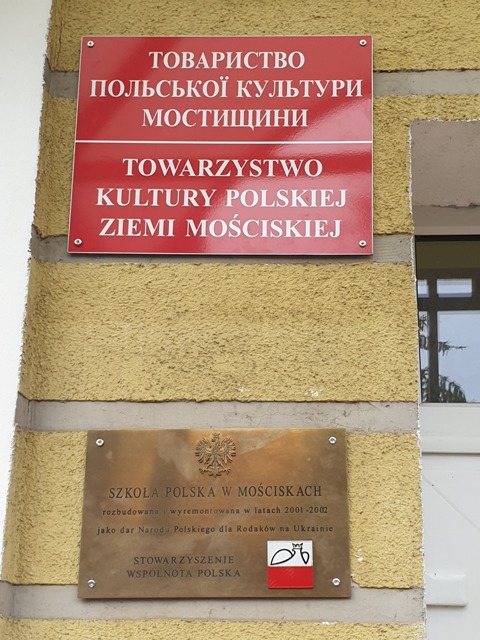 ТОВАРИСТВО
ПОЛЬСЬКОЇ КУЛЬТУРИ
МОСТИЩИНИ
TOWARZYSTWO
KULTURY POLSKIEJ
ZIEMI MOŚCISKIEJ
SZKOŁA POLSKA W MOŚCISKACH
rozbudowana i wyremontowana w latach 2001-2002
jako dar Narodu Polskiego dla Rodaków na Ukrainie
STOWARZYSZENIE
WSPÓLNOTA POLSKA